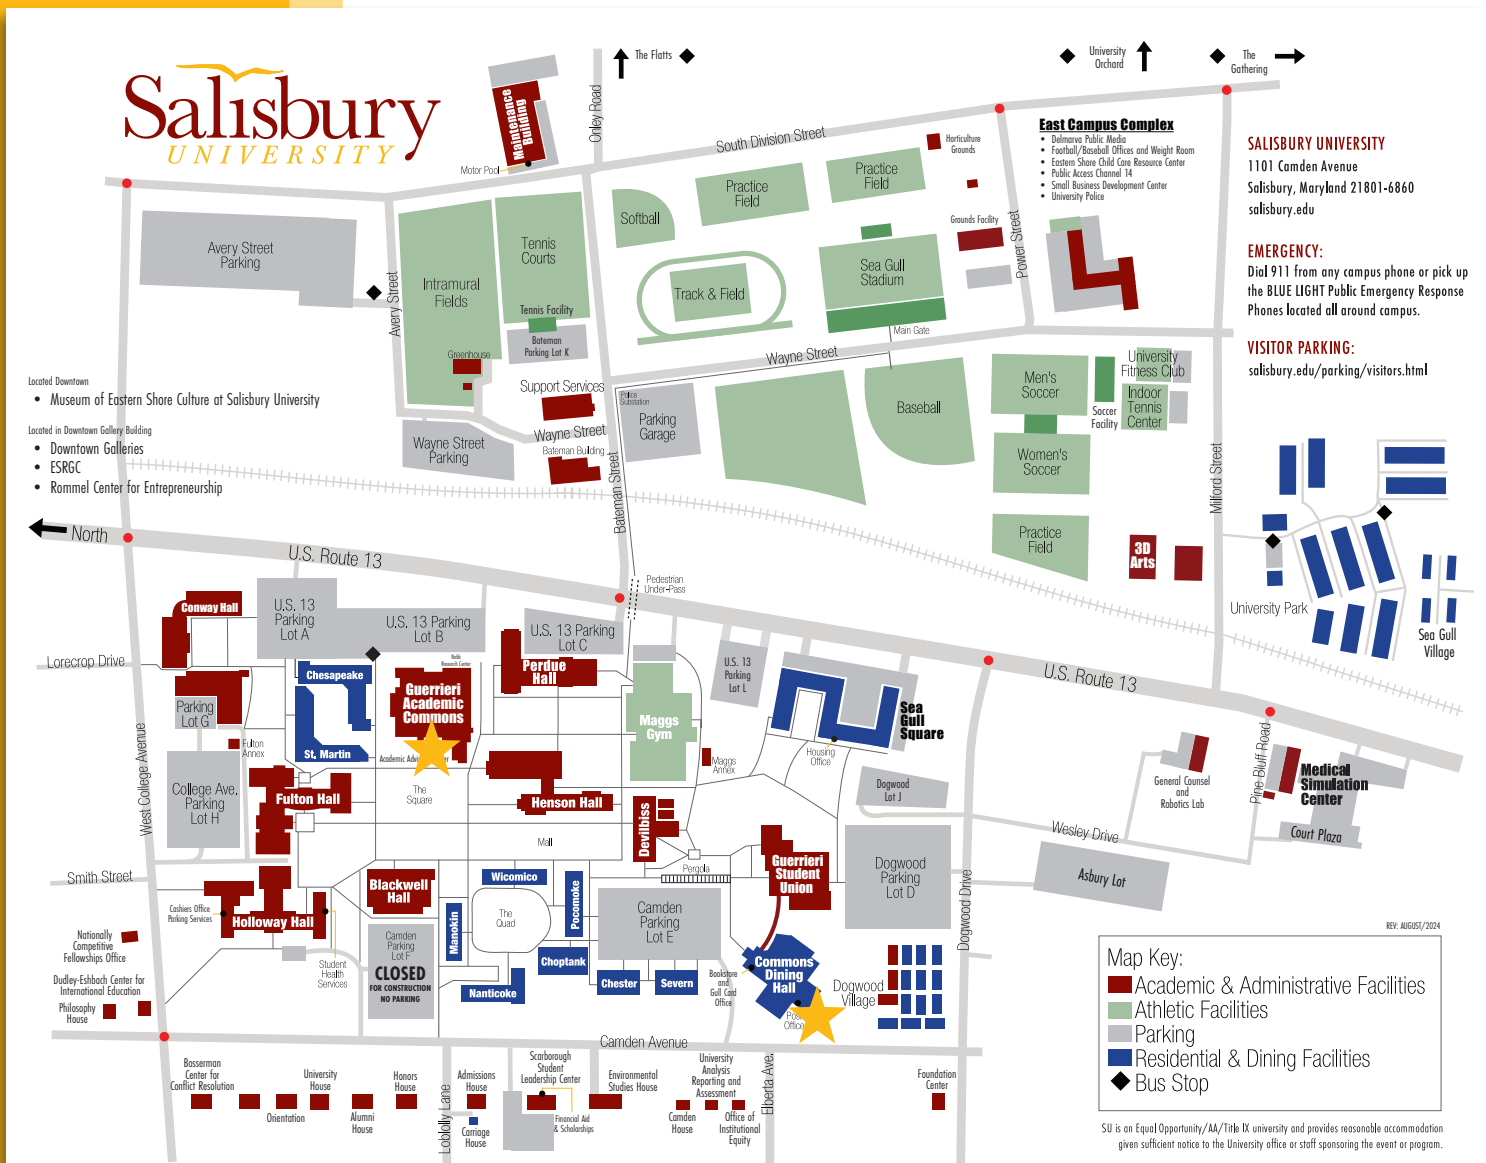 Salisbury
UNIVERSITY
The Flatts
University
Orchard
The
Gathering
Maintenance
Building
Motor Pool
Onley Road
South Division Street
Horticulture
Grounds
East Campus Complex
• Delmarva Public Media
• Football/Baseball Offices and Weight Room
• Eastern Shore Child Care Resource Center
• Public Access Channel 14
• Small Business Development Center
• University Police
SALISBURY UNIVERSITY
1101 Camden Avenue
Salisbury, Maryland 21801-6860
salisbury.edu
EMERGENCY:
Dial 911 from any campus phone or pick up
the BLUE LIGHT Public Emergency Response
Phones located all around campus.
VISITOR PARKING:
salisbury.edu/parking/visitors.html
Avery Street
Parking
Avery Street
Intramural
Fields
Tennis
Courts
Tennis Facility
Bateman
Parking Lot K
Greenhouse
Softball
Practice
Field
Practice
Field
Track & Field
Sea Gull
Stadium
Grounds Facility
Power Street
Main Gate
Wayne Street
Support Services
Police
Substation
Parking
Garage
Baseball
Men's
Soccer
Soccer
Facility
University
Fitness Club
Indoor
Tennis
Center
Women's
Soccer
Practice
Field
Milford Street
Located Downtown
• Museum of Eastern Shore Culture at Salisbury University
Located in Downtown Gallery Building
• Downtown Galleries
• ESRGC
• Rommel Center for Entrepreneurship
Wayne Street
Parking
Wayne Street
Bateman Building
Bateman Street
North
U.S. Route 13
Pedestrian
Under-Pass
3D
Arts
University Park
Sea Gull
Village
Conway Hall
U.S. 13
Parking
Lot A
U.S. 13 Parking
Lot B
U.S. 13 Parking
Lot C
Lorecrop Drive
Chesapeake
Nabb
Research Center
Guerrieri
Academic
Commons
Perdue
Hall
U.S. 13
Parking
Lot L
U.S. Route 13
Parking
Lot G
Maggs
Gym
Sea
Gull
Square
Fulton
Annex
St. Martin
Maggs
Annex
Housing
Office
West College Avenue
College Ave.
Parking
Lot H
Fulton Hall
The
Square
Henson Hall
Devilbiss
Dogwood
Lot J
General Counsel
and
Robotics Lab
Pine Bluff Road
Medical
Simulation
Center
Court Plaza
Wesley Drive
Asbury Lot
Mall
Pergola
Guerrieri
Student
Union
Dogwood
Parking
Lot D
Dogwood Drive
Smith Street
Blackwell
Hall
Wicomico
Pocomoke
Manokin
The
Quad
Camden
Parking
Lot E
Cashiers Office
Parking Services
Holloway Hall
Student
Health
Services
Camden
Parking
Lot F
CLOSED
FOR CONSTRUCTION
NO PARKING
Choptank
Nanticoke
Chester
Severn
Bookstore
and
Gull Card
Office
Commons
Dining
Hall
Dogwood
Village
Nationally
Competitive
Fellowships Office
Dudley-Eshbach Center for
International Education
Philosophy
House
Camden Avenue
REV: AUGUST/2024
Map Key:
Academic & Administrative Facilities
Athletic Facilities
Parking
Residential & Dining Facilities
Bus Stop
Bosserman
Center for
Conflict Resolution
Orientation
University
House
Alumni
House
Honors
House
Loblolly Lane
Admissions
House
Carriage
House
Scarborough
Student
Leadership Center
Financial Aid
& Scholarships
Environmental
Studies House
University
Analysis
Reporting and
Assessment
Camden
House
Office of
Institutional
Equity
Elberta Ave.
Foundation
Center
SU is an Equal Opportunity/AA/Title IX university and provides reasonable accommodation
given sufficient notice to the University office or staff sponsoring the event or program.